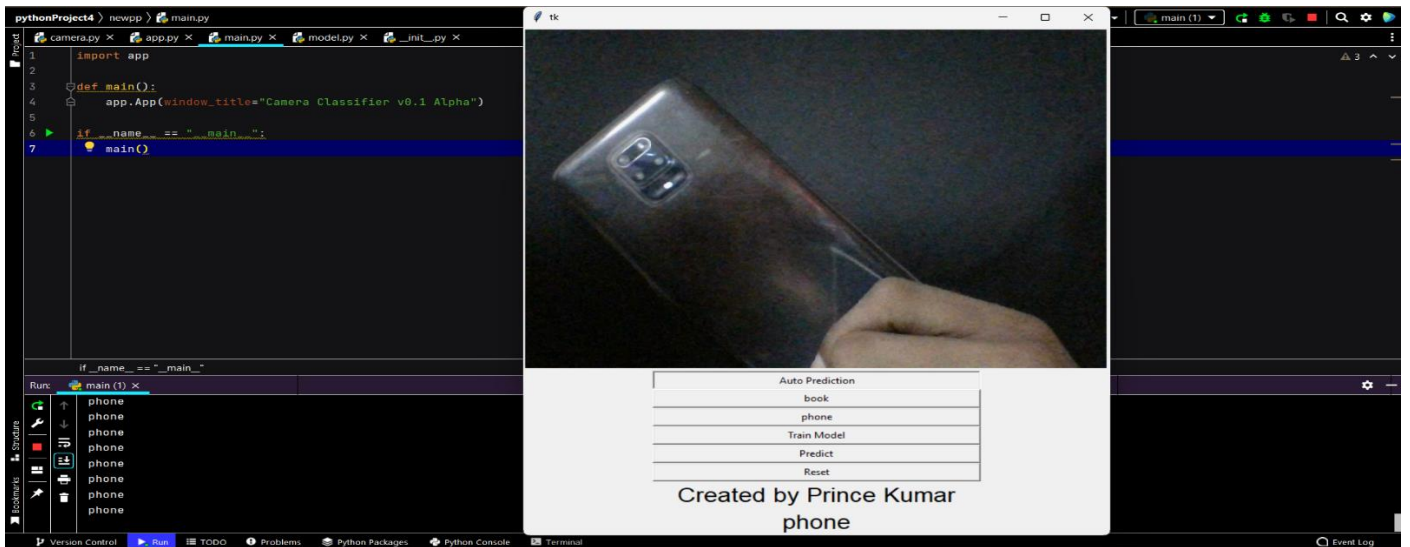 pythonProject4 〉 newpp 〉 main.py
main (1)
Project
camera.py × app.py × main.py × model.py × __init__.py ×
1 import app
2
3 def main():
4 app.App(window_title="Camera Classifier v0.1 Alpha")
5
6 if __name__ == "__main__":
7 main()
3
if __name__ == "__main__"
tk
Auto Prediction
book
phone
Train Model
Predict
Reset
Created by Prince Kumar
phone
Run: main (1) ×
phone
phone
phone
phone
phone
phone
phone
phone
Structure
Bookmarks
Version Control Run TODO Problems Python Packages Python Console Terminal Event Log